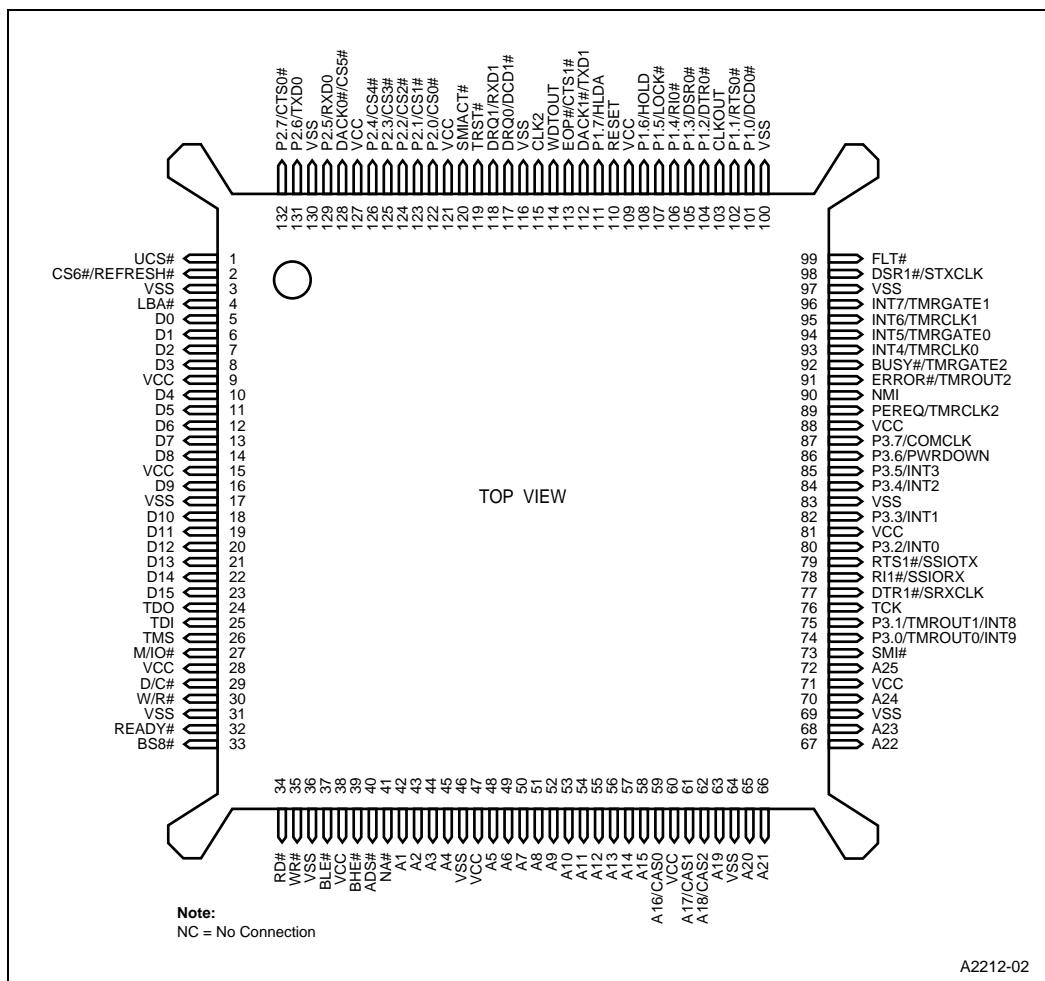 P2.7/CTS0#
P2.6/TXD0
VSS
P2.5/RXD0
DACK0#/CS5#
VCC
P2.4/CS4#
P2.3/CS3#
P2.2/CS2#
P2.1/CS1#
P2.0/CS0#
VCC
SMIACT#
TRST#
DRQ1/RXD1
DRQ0/DCD1#
VSS
CLK2
WDTOUT
EOP#/CTS1#
DACK1#/TXD1
P1.7/HLDA
RESET
VCC
P1.6/HOLD
P1.5/LOCK#
P1.4/RI0#
P1.3/DSR0#
P1.2/DTR0#
CLKOUT
P1.1/RTS0#
P1.0/DCD0#
VSS
132
131
130
129
128
127
126
125
124
123
122
121
120
119
118
117
116
115
114
113
112
111
110
109
108
107
106
105
104
103
102
101
100
UCS# 1
CS6#/REFRESH# 2
VSS 3
LBA# 4
D0 5
D1 6
D2 7
D3 8
VCC 9
D4 10
D5 11
D6 12
D7 13
D8 14
VCC 15
D9 16
VSS 17
D10 18
D11 19
D12 20
D13 21
D14 22
D15 23
TDO 24
TDI 25
TMS 26
M/IO# 27
VCC 28
D/C# 29
W/R# 30
VSS 31
READY# 32
BS8# 33
TOP VIEW
99 FLT#
98 DSR1#/STXCLK
97 VSS
96 INT7/TMRGATE1
95 INT6/TMRCLK1
94 INT5/TMRGATE0
93 INT4/TMRCLK0
92 BUSY#/TMRGATE2
91 ERROR#/TMROUT2
90 NMI
89 PEREQ/TMRCLK2
88 VCC
87 P3.7/COMCLK
86 P3.6/PWRDOWN
85 P3.5/INT3
84 P3.4/INT2
83 VSS
82 P3.3/INT1
81 VCC
80 P3.2/INT0
79 RTS1#/SSIOTX
78 RI1#/SSIORX
77 DTR1#/SRXCLK
76 TCK
75 P3.1/TMROUT1/INT8
74 P3.0/TMROUT0/INT9
73 SMI#
72 A25
71 VCC
70 A24
69 VSS
68 A23
67 A22
34
35
36
37
38
39
40
41
42
43
44
45
46
47
48
49
50
51
52
53
54
55
56
57
58
59
60
61
62
63
64
65
66
RD#
WR#
VSS
BLE#
VCC
BHE#
ADS#
NA#
A1
A2
A3
A4
VSS
VCC
A5
A6
A7
A8
A9
A10
A11
A12
A13
A14
A15
A16/CAS0
VCC
A17/CAS1
A18/CAS2
A19
VSS
A20
A21
Note:
NC = No Connection
A2212-02